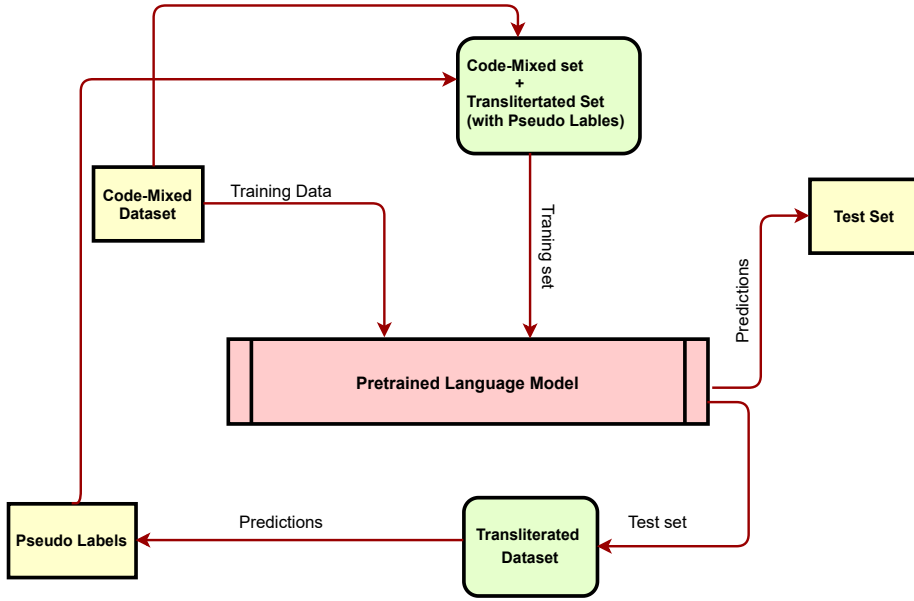 Code-Mixed set
+
Translitertated Set
(with Pseudo Lables)
Code-Mixed
Dataset
Training Data
Traning set
Test Set
Predictions
Pretrained Language Model
Pseudo Labels
Predictions
Transliterated
Dataset
Test set